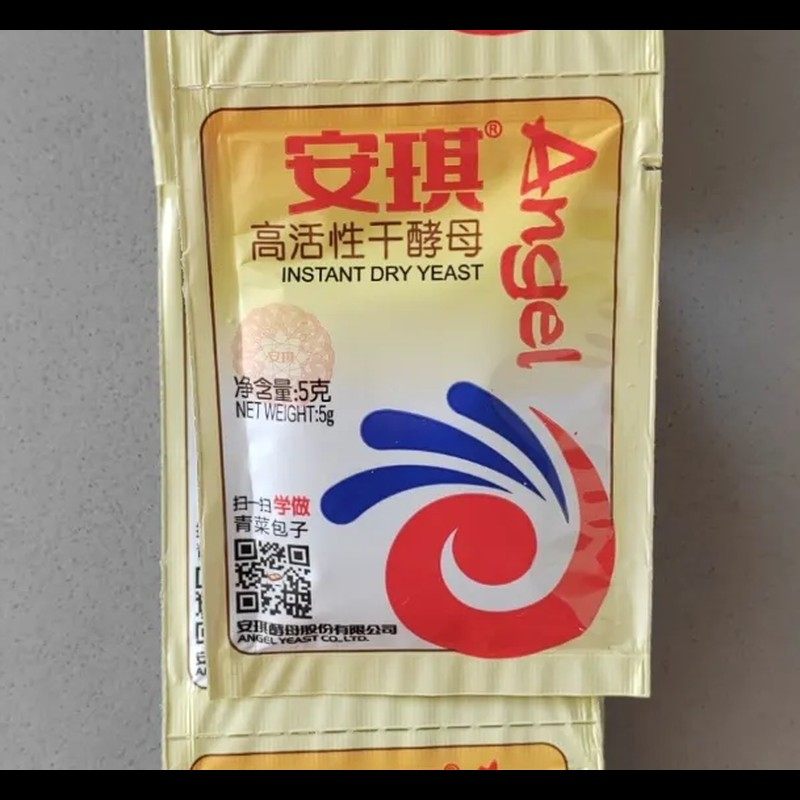 安琪®
Angel
高活性干酵母
INSTANT DRY YEAST
安琪
净含量:5克
NET WEIGHT:5g
扫一扫学做
青菜包子
安琪酵母股份有限公司
ANGEL YEAST CO.,LTD.